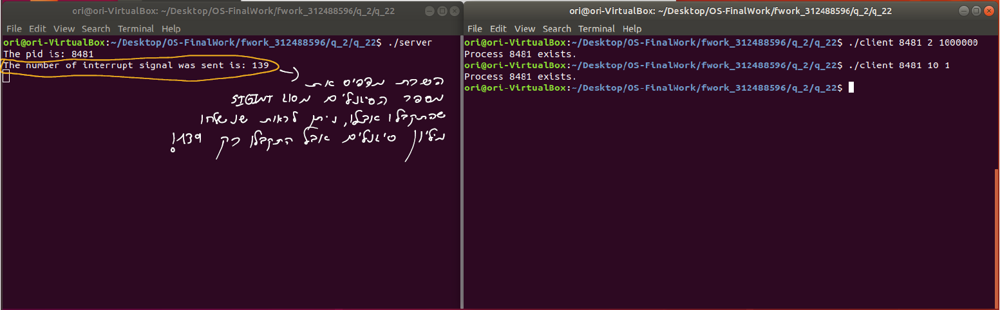 ori@ori-VirtualBox: ~/Desktop/OS-FinalWork/fwork_312488596/q_2/q_22
File Edit View Search Terminal Help
ori@ori-VirtualBox:~/Desktop/OS-FinalWork/fwork_312488596/q_2/q_22$ ./server
The pid is: 8481
The number of interrupt signal was sent is: 139
השרת מדפיס את
מספר הסיגנלים מסוג SIGINT
שהתקבלו אצלו, ניתן לראות שנשלחו
מיליון סיגנלים אבל התקבלו רק 139!
ori@ori-VirtualBox: ~/Desktop/OS-FinalWork/fwork_312488596/q_2/q_22
File Edit View Search Terminal Help
ori@ori-VirtualBox:~/Desktop/OS-FinalWork/fwork_312488596/q_2/q_22$ ./client 8481 2 1000000
Process 8481 exists.
ori@ori-VirtualBox:~/Desktop/OS-FinalWork/fwork_312488596/q_2/q_22$ ./client 8481 10 1
Process 8481 exists.
ori@ori-VirtualBox:~/Desktop/OS-FinalWork/fwork_312488596/q_2/q_22$